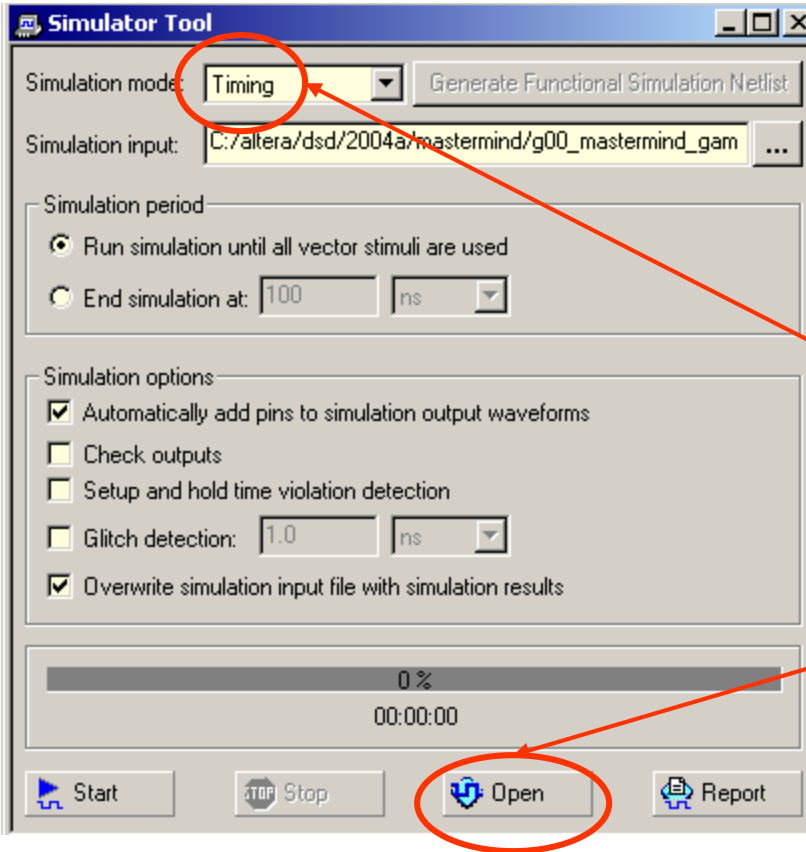 Simulator Tool
Simulation mode: Timing Generate Functional Simulation Netlist
Simulation input: C:/altera/dsd/2004a/mastermind/g00_mastermind_gam ...
Simulation period
Run simulation until all vector stimuli are used
End simulation at: 100 ns
Simulation options
Automatically add pins to simulation output waveforms
Check outputs
Setup and hold time violation detection
Glitch detection: 1.0 ns
Overwrite simulation input file with simulation results
0 %
00:00:00
Start STOP Stop Open Report